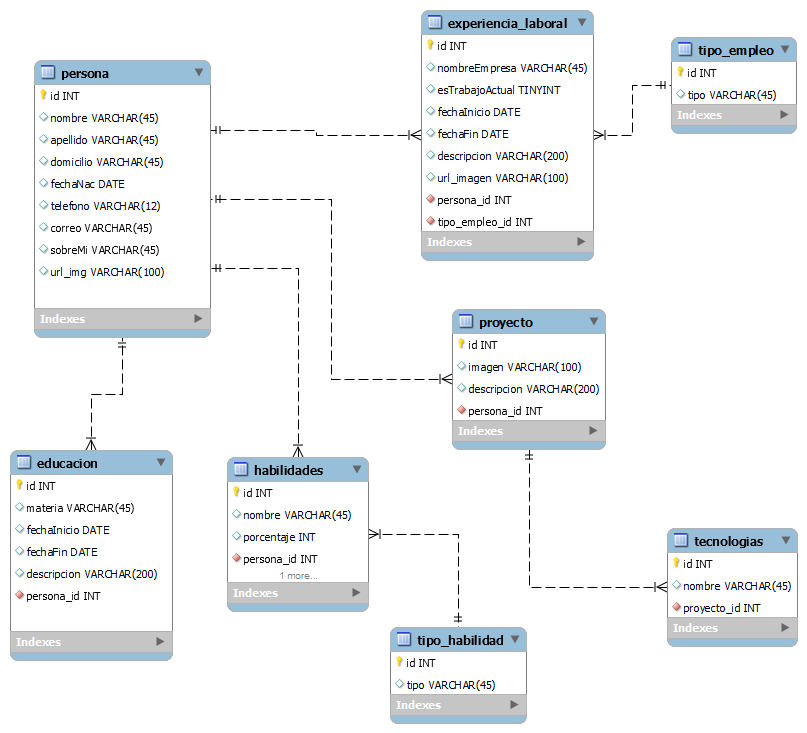 persona
id INT
nombre VARCHAR(45)
apellido VARCHAR(45)
domicilio VARCHAR(45)
fechaNac DATE
telefono VARCHAR(12)
correo VARCHAR(45)
sobreMi VARCHAR(45)
url_img VARCHAR(100)
Indexes
experiencia_laboral
id INT
nombreEmpresa VARCHAR(45)
esTrabajoActual TINYINT
fechaInicio DATE
fechaFin DATE
descripcion VARCHAR(200)
url_imagen VARCHAR(100)
persona_id INT
tipo_empleo_id INT
Indexes
tipo_empleo
id INT
tipo VARCHAR(45)
Indexes
proyecto
id INT
imagen VARCHAR(100)
descripcion VARCHAR(200)
persona_id INT
Indexes
educacion
id INT
materia VARCHAR(45)
fechaInicio DATE
fechaFin DATE
descripcion VARCHAR(200)
persona_id INT
Indexes
habilidades
id INT
nombre VARCHAR(45)
porcentaje INT
persona_id INT
1 more...
Indexes
tecnologias
id INT
nombre VARCHAR(45)
proyecto_id INT
Indexes
tipo_habilidad
id INT
tipo VARCHAR(45)
Indexes